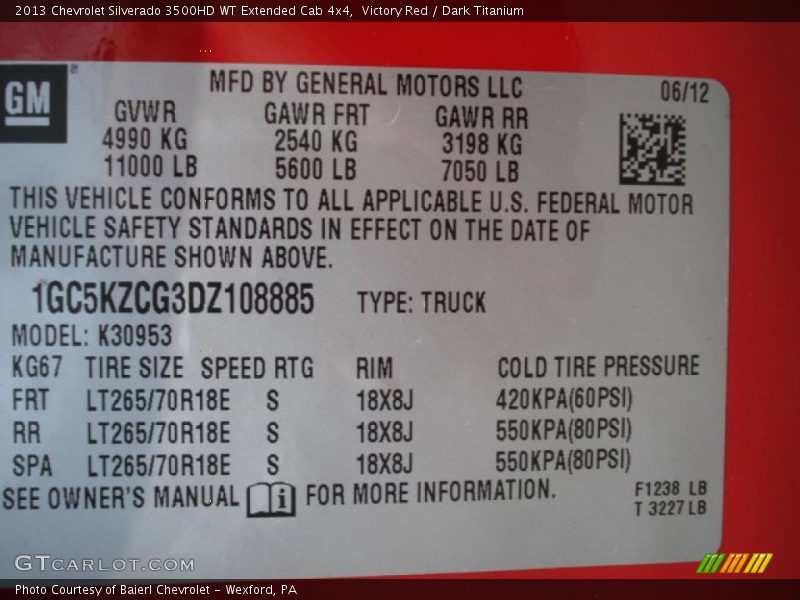 2013 Chevrolet Silverado 3500HD WT Extended Cab 4x4,  Victory Red / Dark Titanium
GM
®
MFD BY GENERAL MOTORS LLC
06/12
GVWR GAWR FRT GAWR RR
4990 KG 2540 KG 3198 KG
11000 LB 5600 LB 7050 LB
THIS VEHICLE CONFORMS TO ALL APPLICABLE U.S. FEDERAL MOTOR
VEHICLE SAFETY STANDARDS IN EFFECT ON THE DATE OF
MANUFACTURE SHOWN ABOVE.
1GC5KZCG3DZ108885 TYPE: TRUCK
MODEL: K30953
KG67 TIRE SIZE SPEED RTG RIM COLD TIRE PRESSURE
FRT LT265/70R18E S 18X8J 420KPA(60PSI)
RR LT265/70R18E S 18X8J 550KPA(80PSI)
SPA LT265/70R18E S 18X8J 550KPA(80PSI)
SEE OWNER'S MANUAL i FOR MORE INFORMATION.
F1238 LB
T 3227 LB
GTCARLOT.COM
Photo Courtesy of Baierl Chevrolet - Wexford, PA